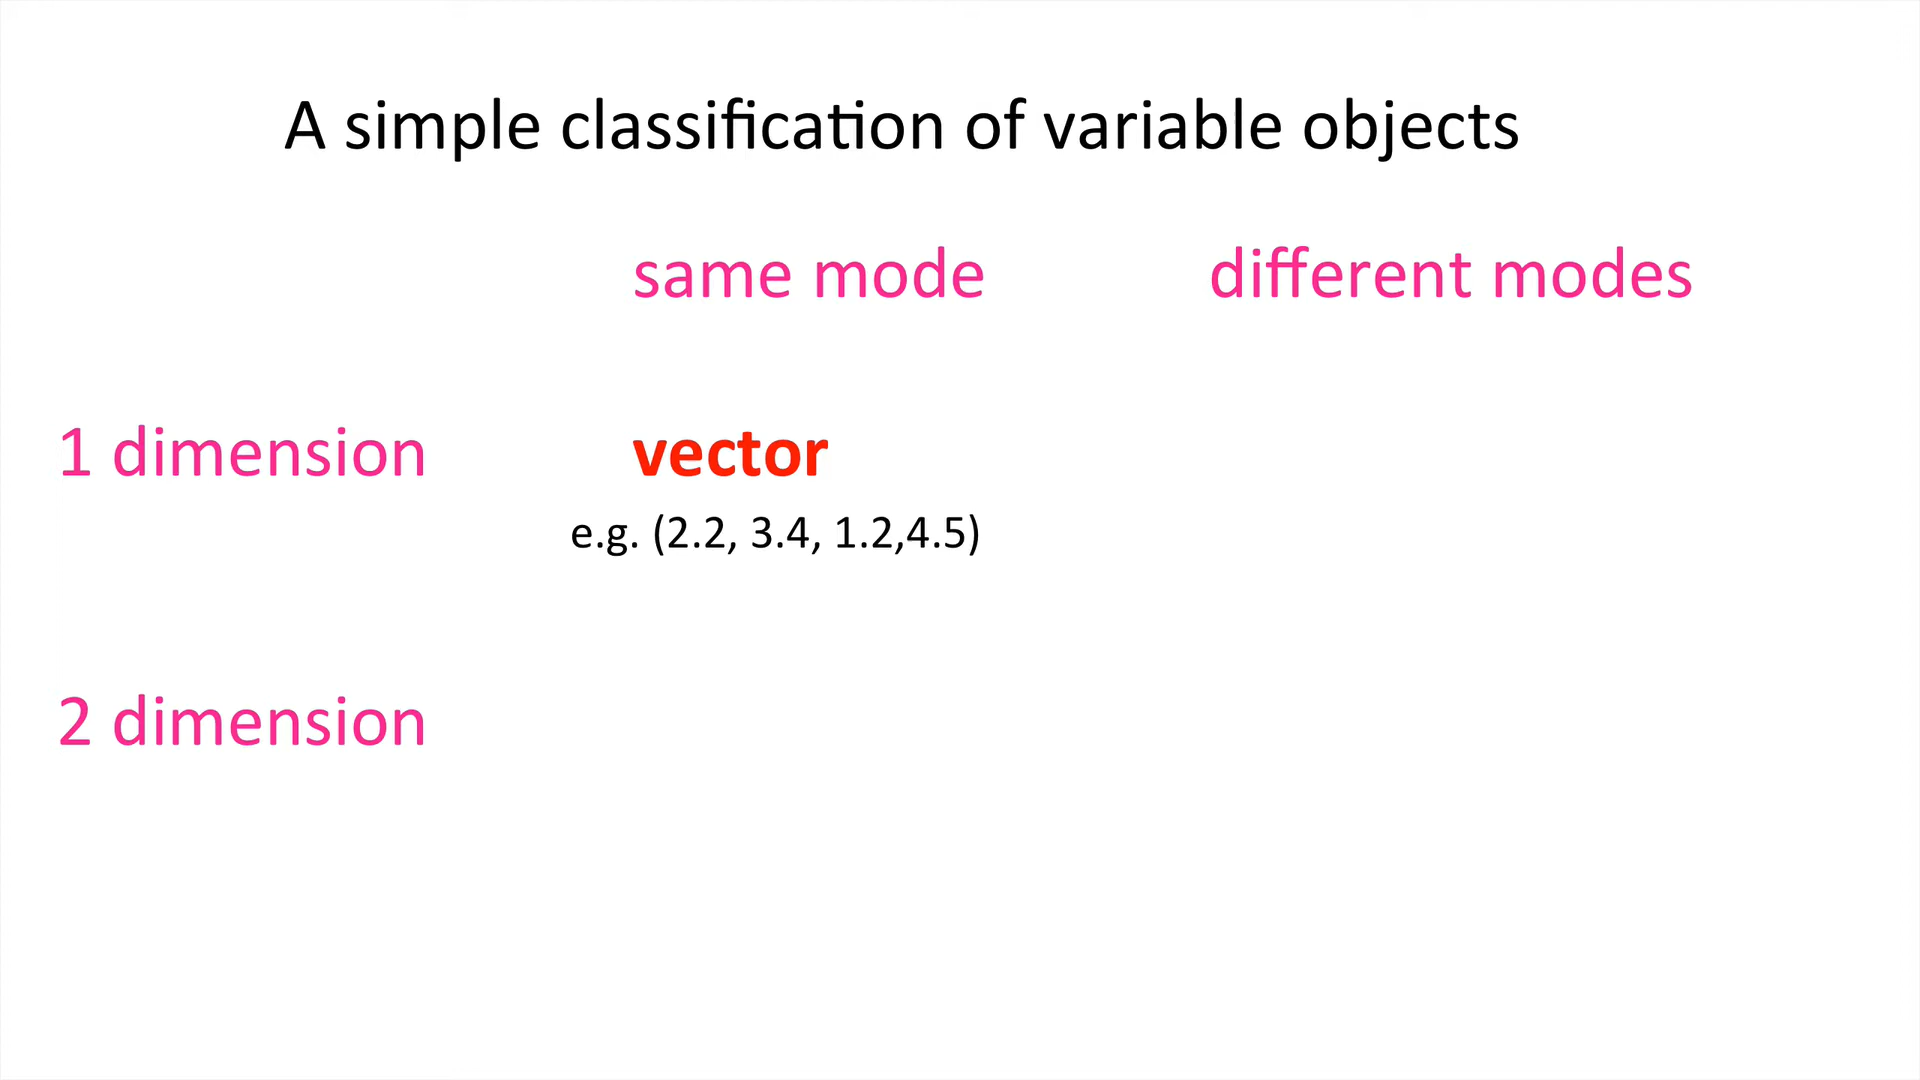 A simple classification of variable objects
same mode different modes
1 dimension vector
e.g. (2.2, 3.4, 1.2,4.5)
2 dimension